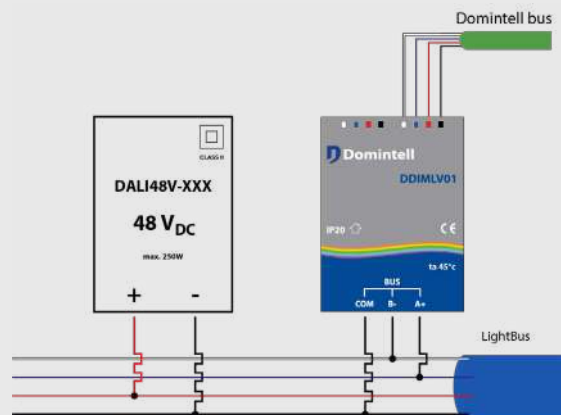 Domintell bus
CLASS II
DALI48V-XXX
48 VDC
max. 250W
+ -
Domintell
DDIMLV01
IP20 CE
ta 45°c
BUS
COM B- A+
LightBus